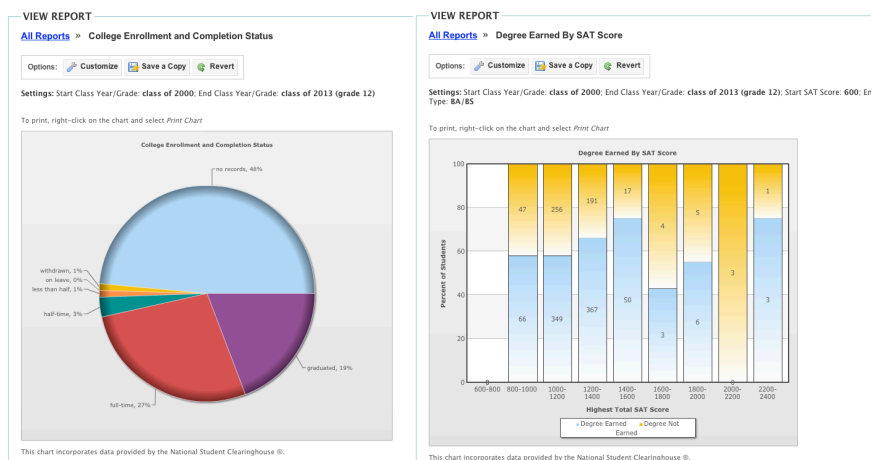 VIEW REPORT
All Reports » College Enrollment and Completion Status
Options: Customize Save a Copy Revert
Settings: Start Class Year/Grade: class of 2000; End Class Year/Grade: class of 2013 (grade 12)
To print, right-click on the chart and select Print Chart
College Enrollment and Completion Status
no records, 48%
withdrawn, 1%
on leave, 0%
less than half, 1%
half-time, 3%
graduated, 19%
full-time, 27%
This chart incorporates data provided by the National Student Clearinghouse ®.
VIEW REPORT
All Reports » Degree Earned By SAT Score
Options: Customize Save a Copy Revert
Settings: Start Class Year/Grade: class of 2000; End Class Year/Grade: class of 2013 (grade 12); Start SAT Score: 600; En
Type: BA/BS
To print, right-click on the chart and select Print Chart
Degree Earned By SAT Score
Percent of Students
100
80
60
40
20
0
47 256 191 17 4 5 3 1
66 349 367 50 3 6 3
0 0
600-800 800-1000 1000-1200 1200-1400 1400-1600 1600-1800 1800-2000 2000-2200 2200-2400
Highest Total SAT Score
Degree Earned Degree Not
Earned
This chart incorporates data provided by the National Student Clearinghouse ®.